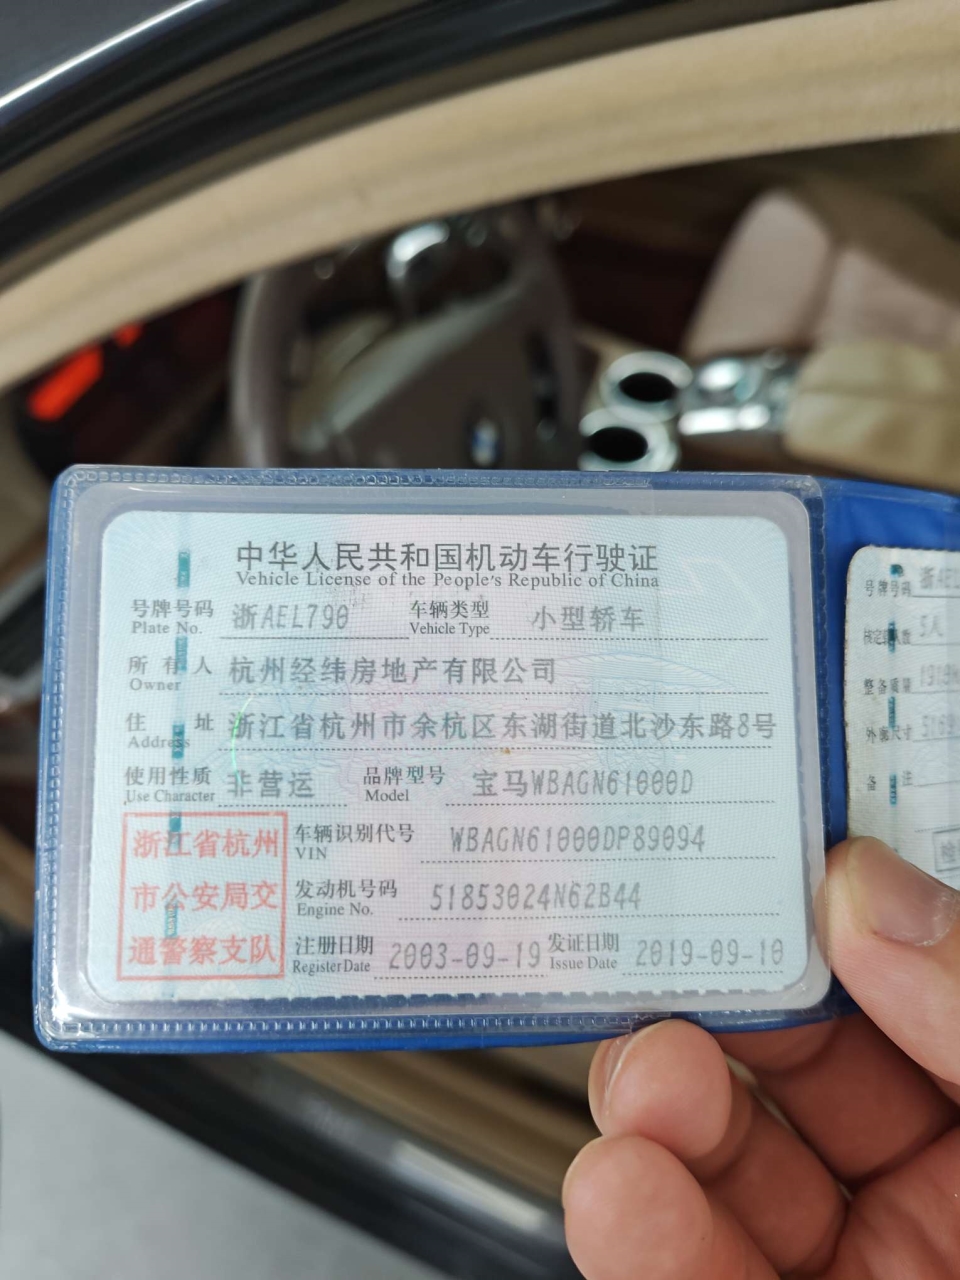 中华人民共和国机动车行驶证
Vehicle License of the People's Republic of China
号牌号码 浙AEL790 车辆类型 小型轿车
Plate No. Vehicle Type
所有人 杭州经纬房地产有限公司
Owner
住址 浙江省杭州市余杭区东湖街道北沙东路8号
Address
使用性质 非营运 品牌型号 宝马WBAGN61000D
Use Character Model
浙江省杭州
市公安局交
通警察支队
车辆识别代号 WBAGN61000DP89094
VIN
发动机号码 51853024N62B44
Engine No.
注册日期 2003-09-19 发证日期 2019-09-10
Register Date Issue Date
号牌号码 浙AEL
核定载人数 5人
整备质量
外廓尺寸
备注